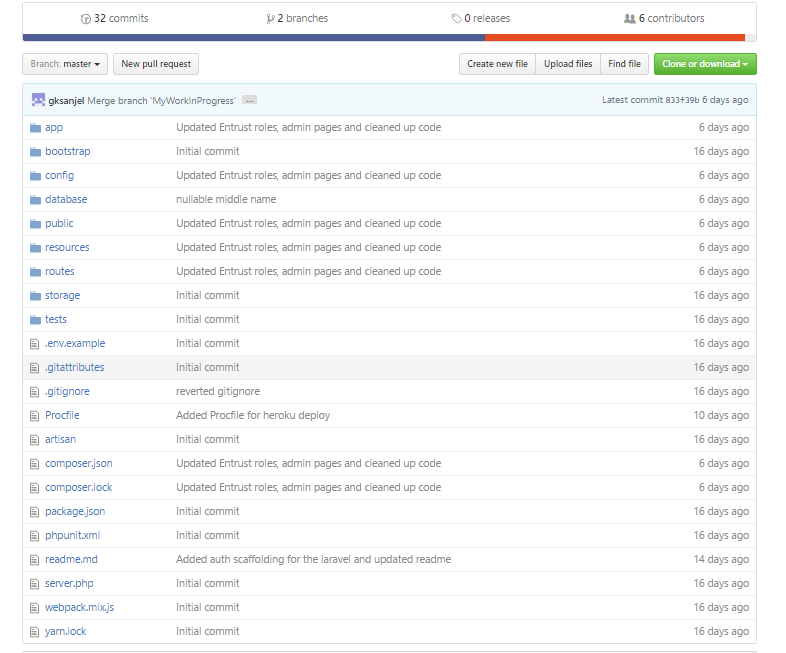 32 commits 2 branches 0 releases 6 contributors
Branch: master New pull request Create new file Upload files Find file Clone or download
gksanjel Merge branch 'MyWorkInProgress' ... Latest commit 833f39b 6 days ago
app Updated Entrust roles, admin pages and cleaned up code 6 days ago
bootstrap Initial commit 16 days ago
config Updated Entrust roles, admin pages and cleaned up code 6 days ago
database nullable middle name 6 days ago
public Updated Entrust roles, admin pages and cleaned up code 6 days ago
resources Updated Entrust roles, admin pages and cleaned up code 6 days ago
routes Updated Entrust roles, admin pages and cleaned up code 6 days ago
storage Initial commit 16 days ago
tests Initial commit 16 days ago
.env.example Initial commit 16 days ago
.gitattributes Initial commit 16 days ago
.gitignore reverted gitignore 16 days ago
Procfile Added Procfile for heroku deploy 10 days ago
artisan Initial commit 16 days ago
composer.json Updated Entrust roles, admin pages and cleaned up code 6 days ago
composer.lock Updated Entrust roles, admin pages and cleaned up code 6 days ago
package.json Initial commit 16 days ago
phpunit.xml Initial commit 16 days ago
readme.md Added auth scaffolding for the laravel and updated readme 14 days ago
server.php Initial commit 16 days ago
webpack.mix.js Initial commit 16 days ago
yarn.lock Initial commit 16 days ago